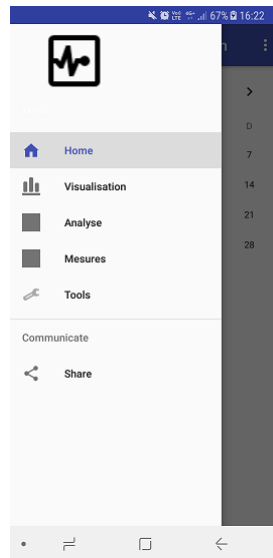 67% 16:22
n
D
7
14
21
28
Home
Visualisation
Analyse
Mesures
Tools
Communicate
Share